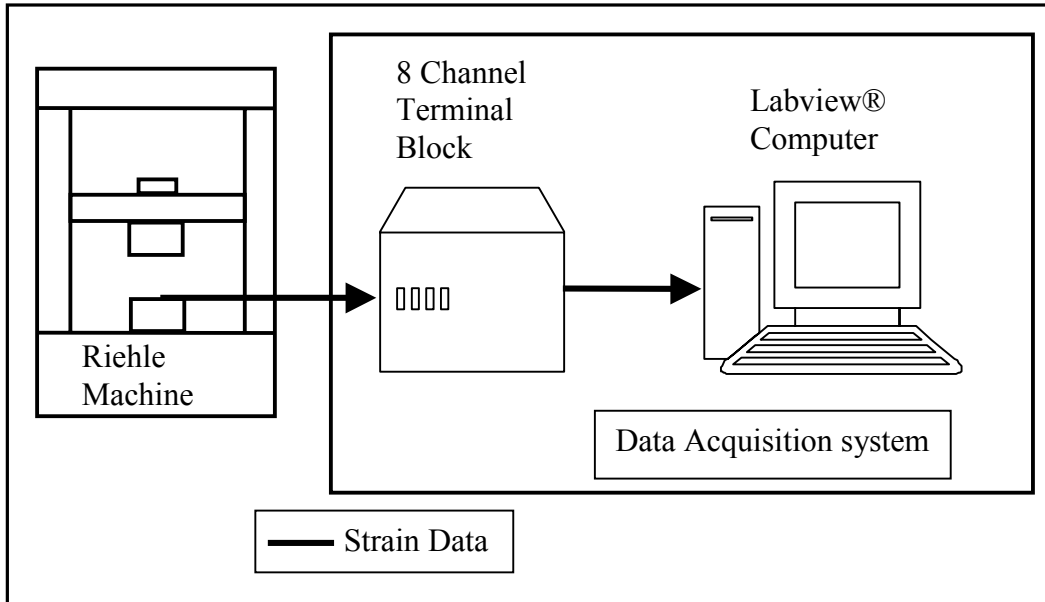 8 Channel
Terminal
Block
Labview®
Computer
Riehle
Machine
Data Acquisition system
Strain Data